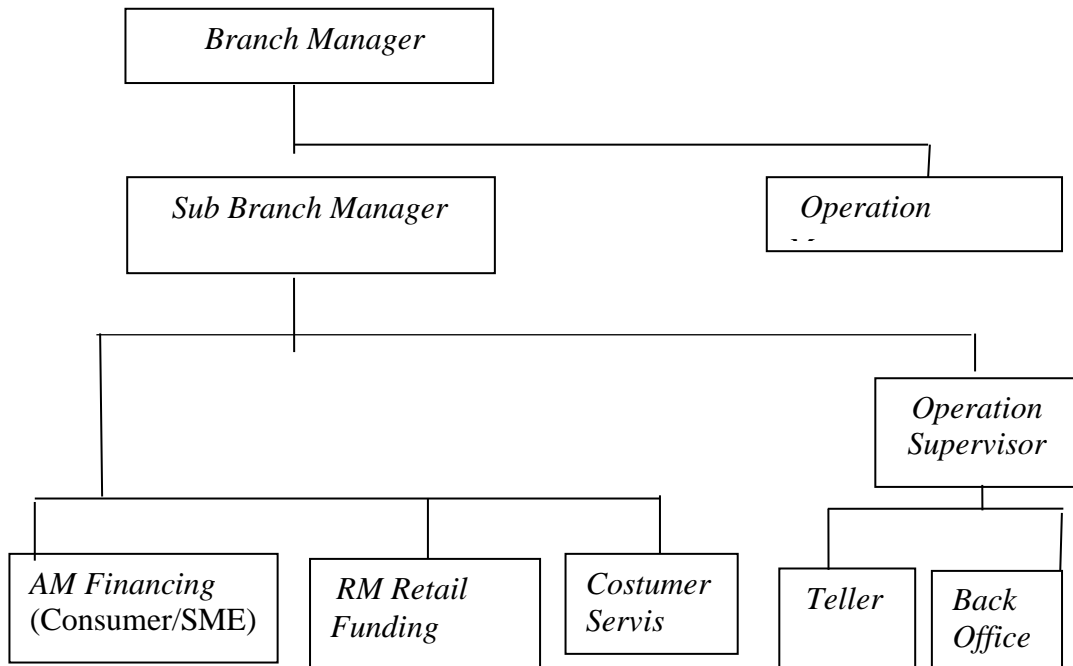 Branch Manager
Sub Branch Manager
Operation
Operation
Supervisor
AM Financing
(Consumer/SME)
RM Retail
Funding
Costumer
Servis
Teller
Back
Office